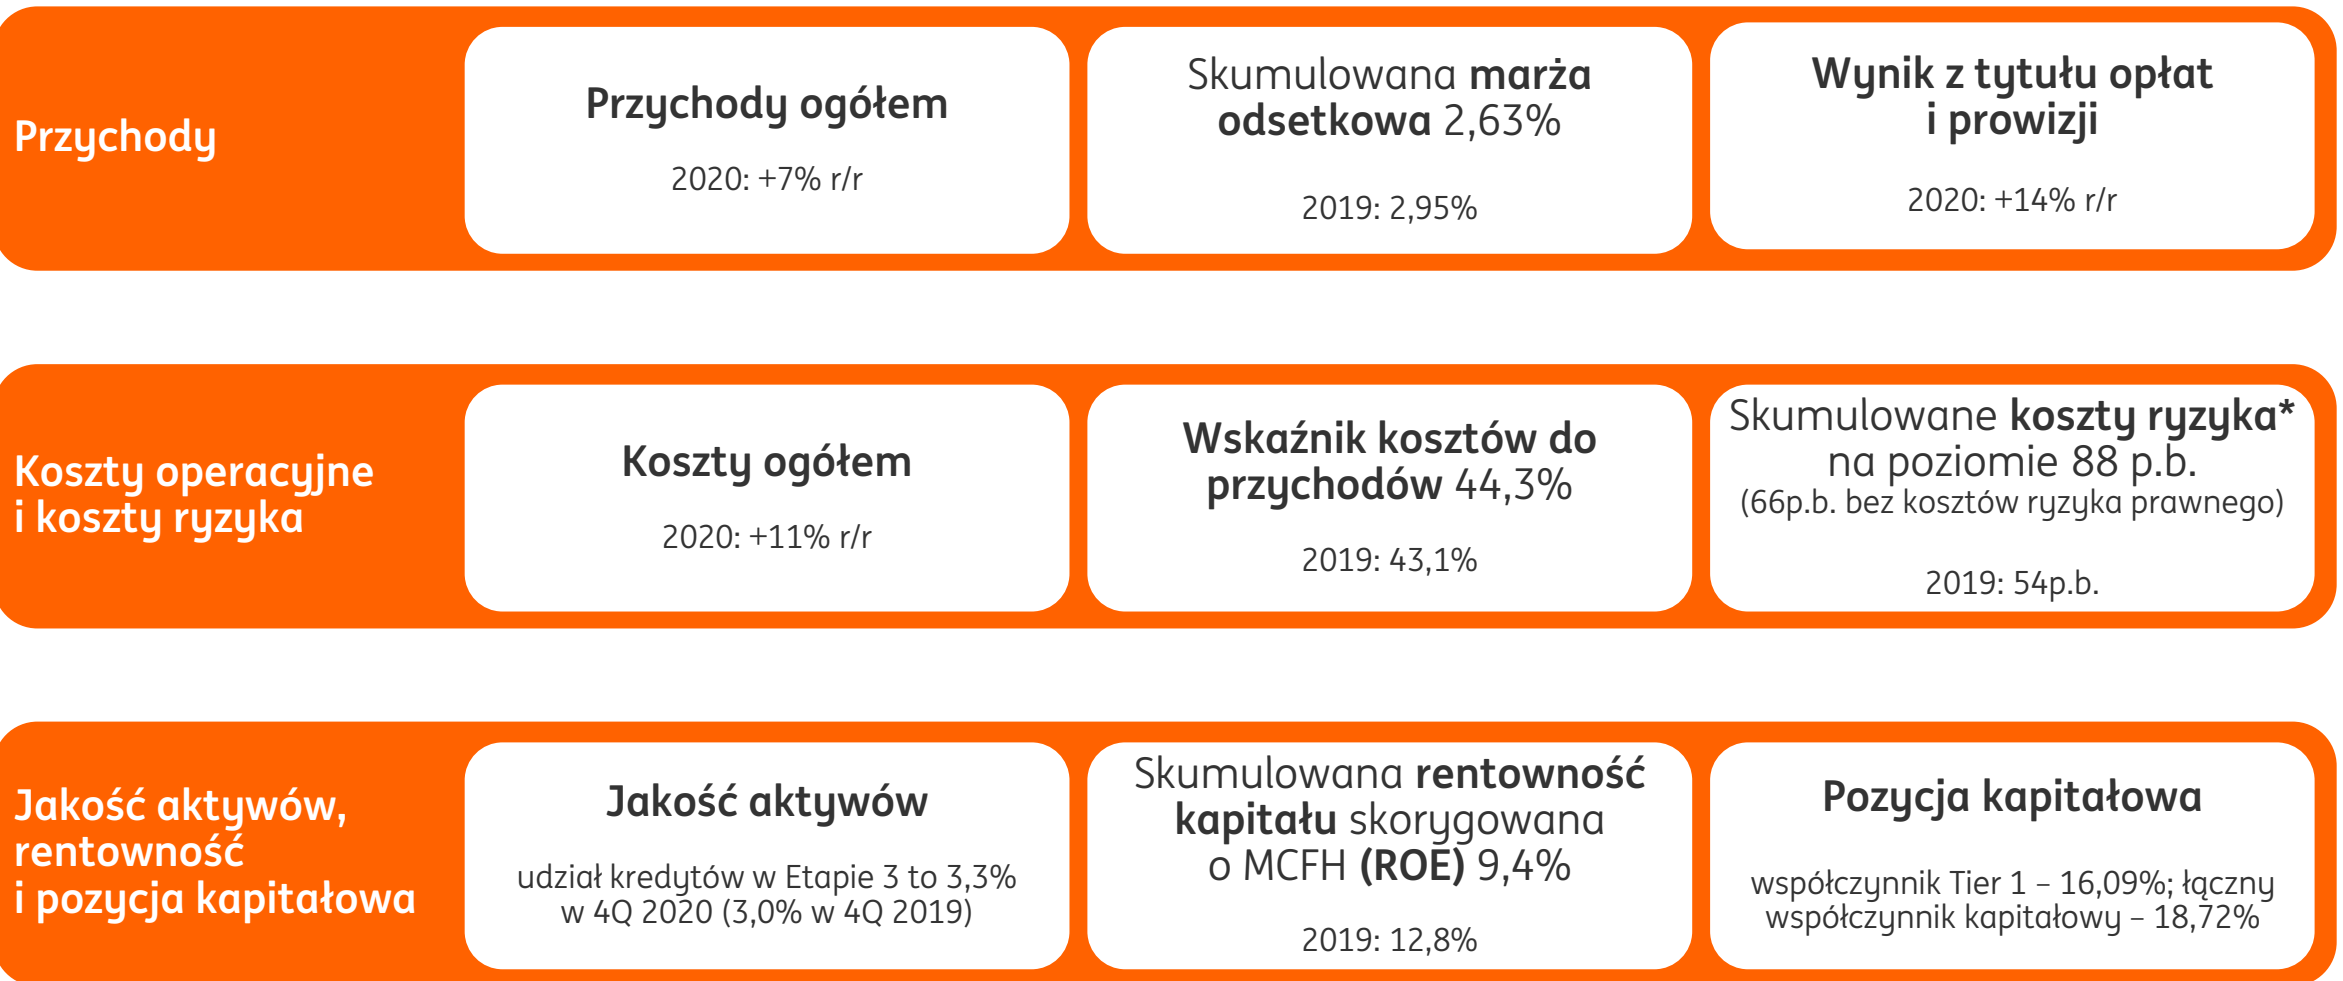 Przychody
Przychody ogółem
2020: +7% r/r
Skumulowana marża
odsetkowa 2,63%
2019: 2,95%
Wynik z tytułu opłat
i prowizji
2020: +14% r/r
Koszty operacyjne
i koszty ryzyka
Koszty ogółem
2020: +11% r/r
Wskaźnik kosztów do
przychodów 44,3%
2019: 43,1%
Skumulowane koszty ryzyka*
na poziomie 88 p.b.
(66p.b. bez kosztów ryzyka prawnego)
2019: 54p.b.
Jakość aktywów,
rentowność
i pozycja kapitałowa
Jakość aktywów
udział kredytów w Etapie 3 to 3,3%
w 4Q 2020 (3,0% w 4Q 2019)
Skumulowana rentowność
kapitału skorygowana
o MCFH (ROE) 9,4%
2019: 12,8%
Pozycja kapitałowa
współczynnik Tier 1 – 16,09%; łączny
współczynnik kapitałowy – 18,72%